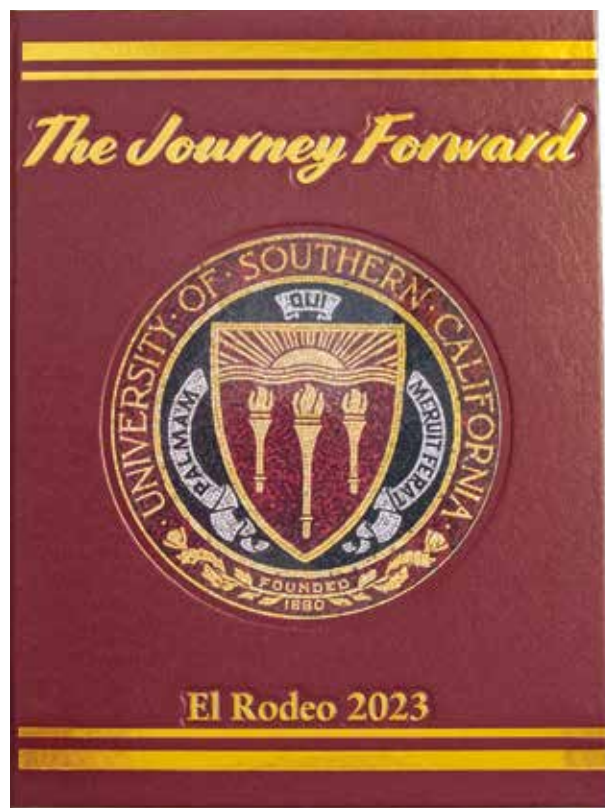 The Journey Forward
· UNIVERSITY · OF · SOUTHERN · CALIFORNIA ·
QUI
PALMAM
MERUIT FERAT
FOUNDED
1880
El Rodeo 2023